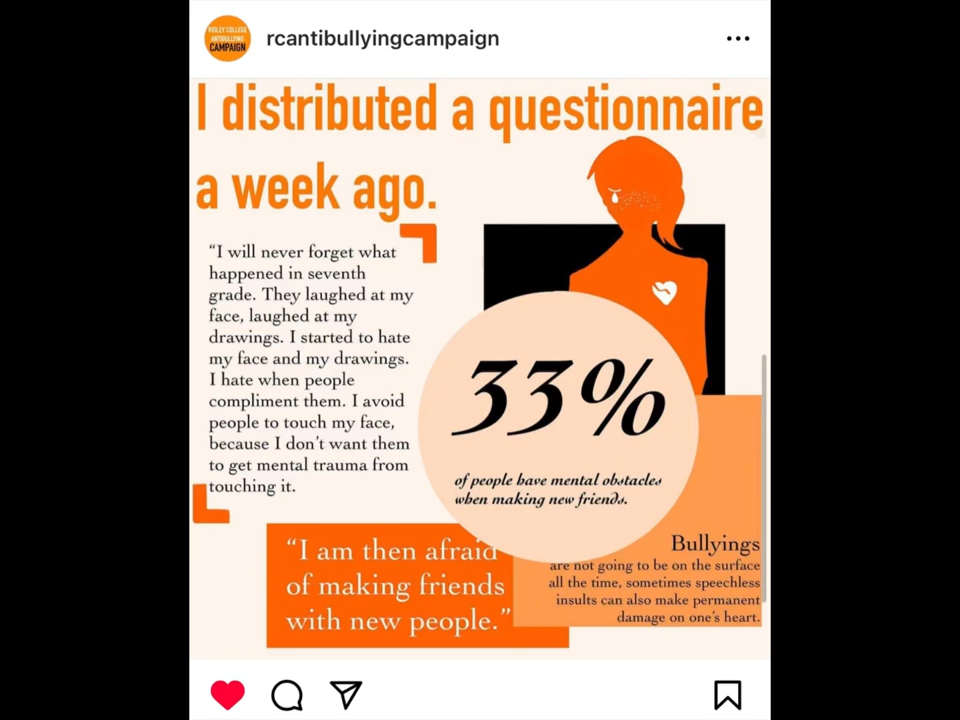 RIDLEY COLLEGE
ANTIBULLYING
CAMPAIGN
rcantibullyingcampaign
I distributed a questionnaire
a week ago.
“I will never forget what
happened in seventh
grade. They laughed at my
face, laughed at my
drawings. I started to hate
my face and my drawings.
I hate when people
compliment them. I avoid
people to touch my face,
because I don’t want them
to get mental trauma from
touching it.
33%
of people have mental obstacles
when making new friends.
“I am then afraid
of making friends
with new people.”
Bullyings
are not going to be on the surface
all the time, sometimes speechless
insults can also make permanent
damage on one’s heart.